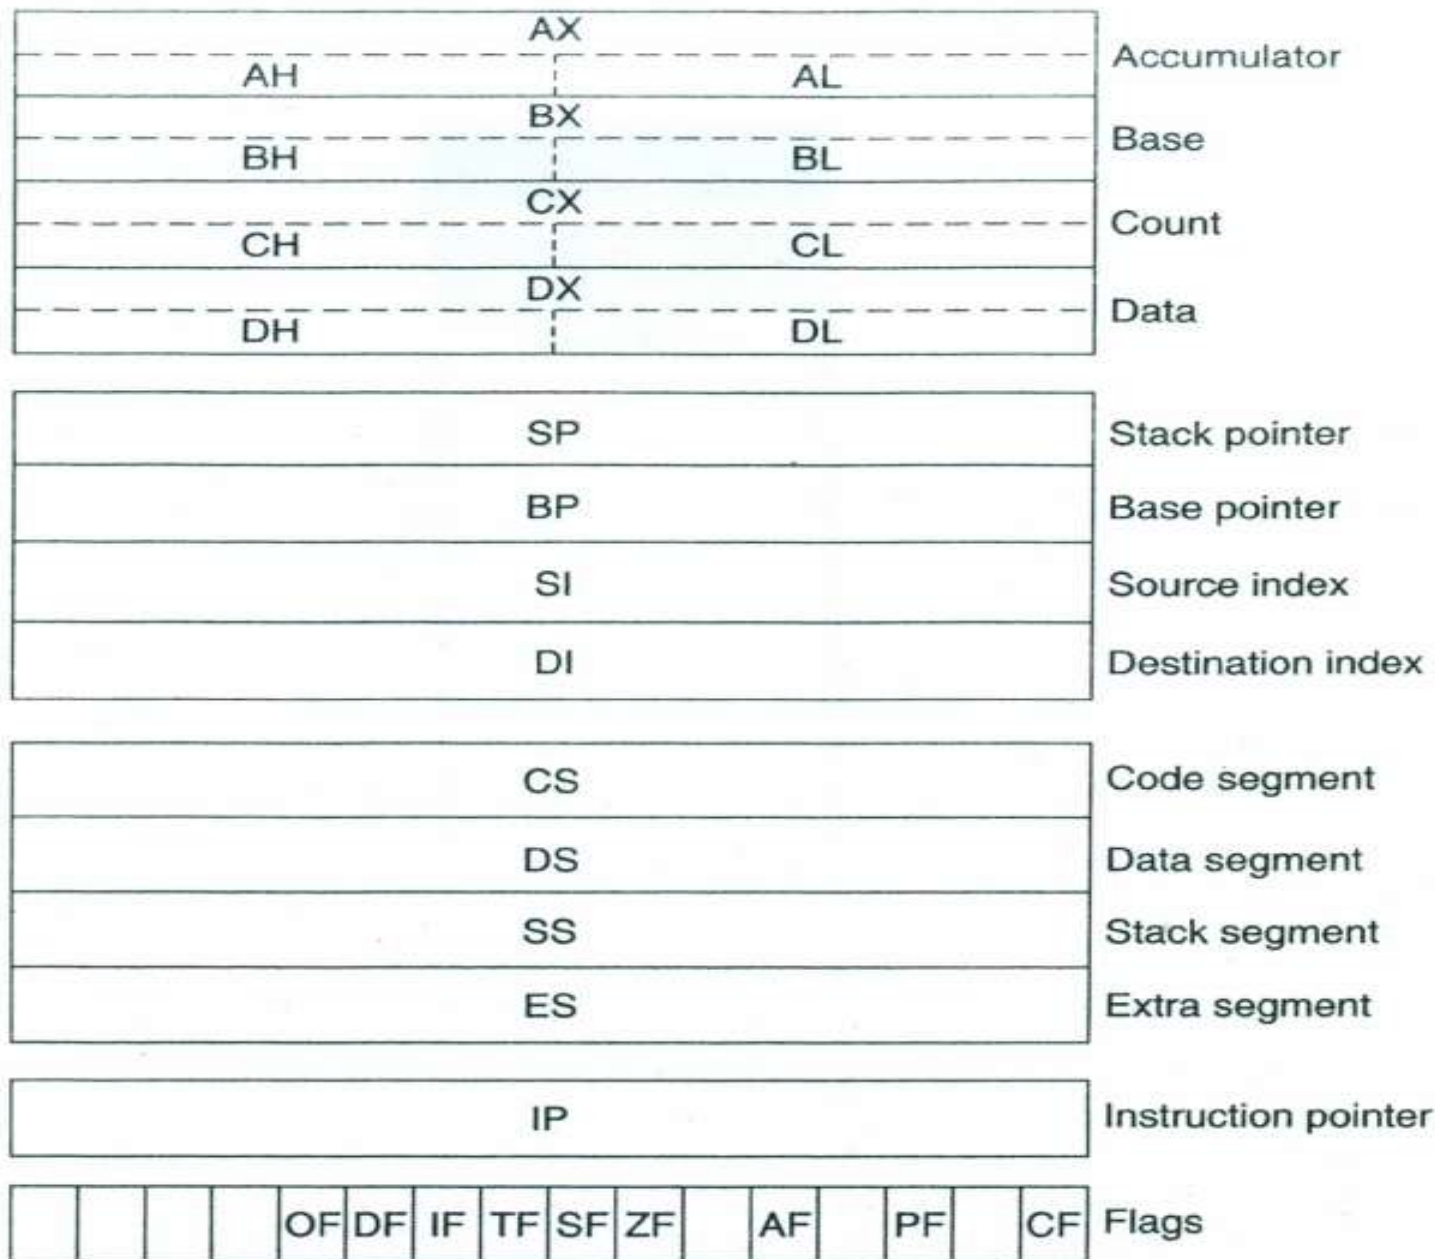 AX
Accumulator
AH AL
BX
Base
BH BL
CX
Count
CH CL
DX
Data
DH DL
SP Stack pointer
BP Base pointer
SI Source index
DI Destination index
CS Code segment
DS Data segment
SS Stack segment
ES Extra segment
IP Instruction pointer
OF DF IF TF SF ZF AF PF CF Flags